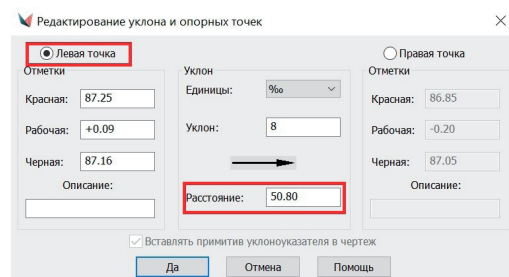 Редактирование уклона и опорных точек
Левая точка
Правая точка
Отметки
Красная: 87.25
Рабочая: +0.09
Черная: 87.16
Описание:
Уклон
Единицы: ‰
Уклон: 8
Расстояние: 50.80
Отметки
Красная: 86.85
Рабочая: -0.20
Черная: 87.05
Описание:
Вставлять примитив уклоноуказателя в чертеж
Да
Отмена
Помощь